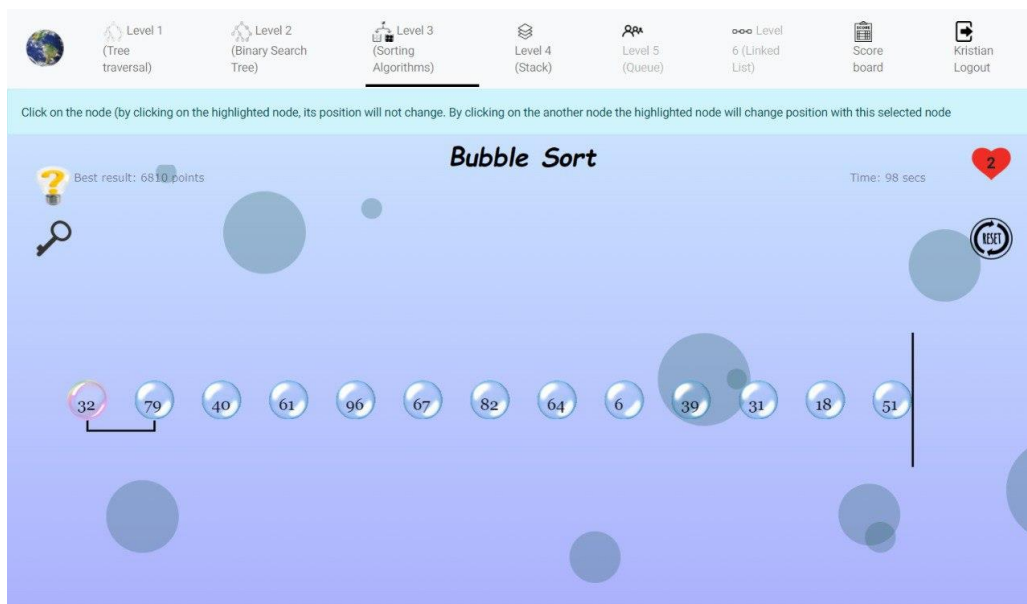 Level 1
(Tree
traversal)
Level 2
(Binary Search
Tree)
Level 3
(Sorting
Algorithms)
Level 4
(Stack)
Level 5
(Queue)
Level
6 (Linked
List)
SCORE
Score
board
Kristian
Logout
Click on the node (by clicking on the highlighted node, its position will not change. By clicking on the another node the highlighted node will change position with this selected node
Bubble Sort
2
Best result: 6810 points
Time: 98 secs
RESET
32 79 40 61 96 67 82 64 6 39 31 18 51